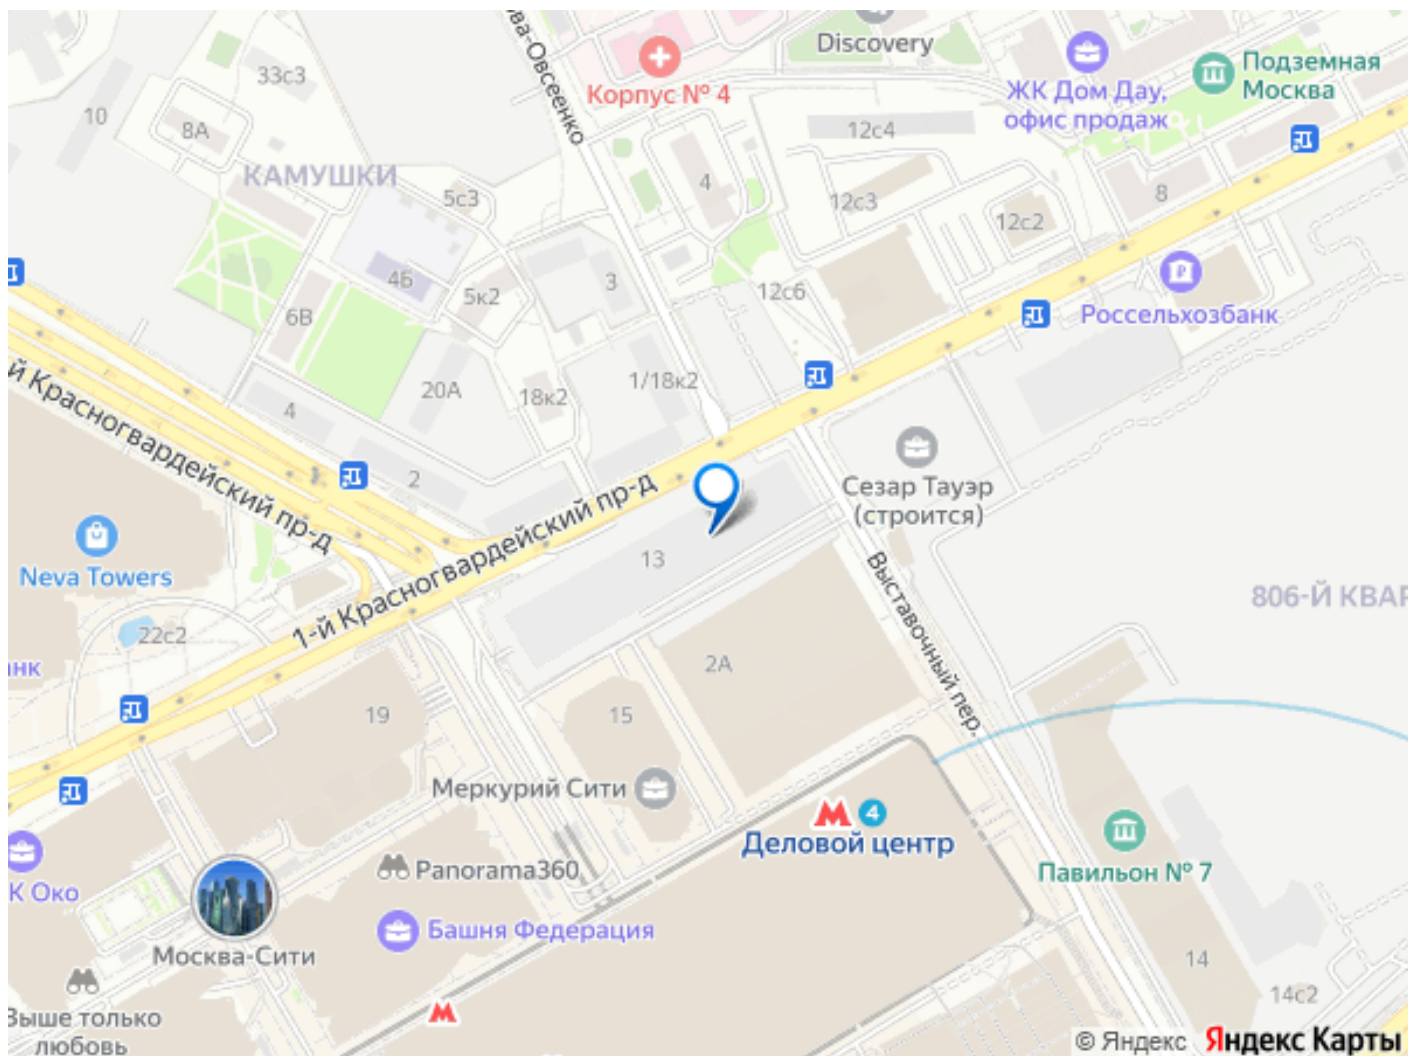 ва-Овсеенко
Discovery
33с3
Корпус № 4
ЖК Дом Дау,
офис продаж
Подземная
Москва
10
8А
12с4
КАМУШКИ
5с3
4
12с3
8
12с2
4Б
5к2
3
12с6
6В
Россельхозбанк
20А
18к2
1/18к2
4
й Красногвардейский пр-д
2
1-й Красногвардейский пр-д
Сезар Тауэр
(строится)
Neva Towers
13
Выставочный пер.
806-Й КВАР
22с2
нк
2А
19
15
Меркурий Сити
4
Деловой центр
Павильон № 7
К Око
Panorama360
Башня Федерация
Москва-Сити
14
14с2
Выше только
любовь
© Яндекс Яндекс Карты